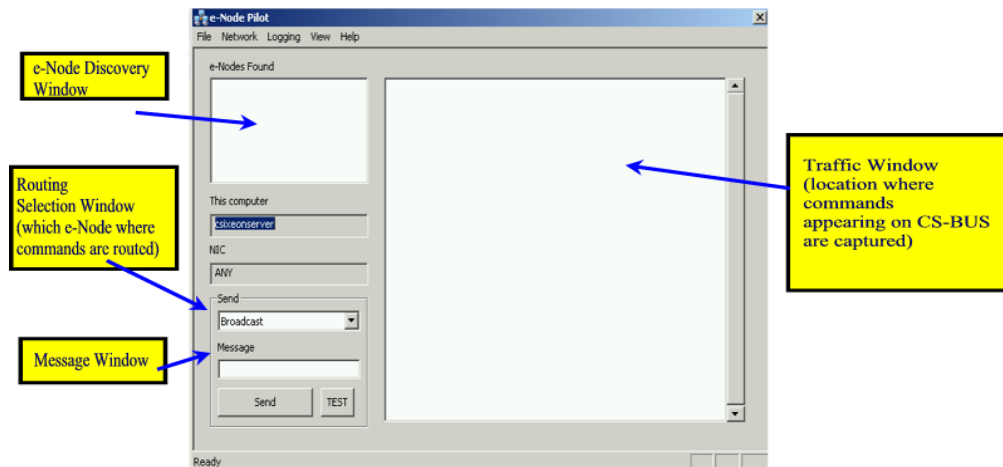 e-Node Pilot
File Network Logging View Help
e-Node Discovery
Window
e-Nodes Found
Routing
Selection Window
(which e-Node where
commands are routed)
This computer
csixeonserver
NIC
ANY
Send
Broadcast
Message
Message Window
Send TEST
Ready
Traffic Window
(location where
commands
appearing on CS-BUS
are captured)